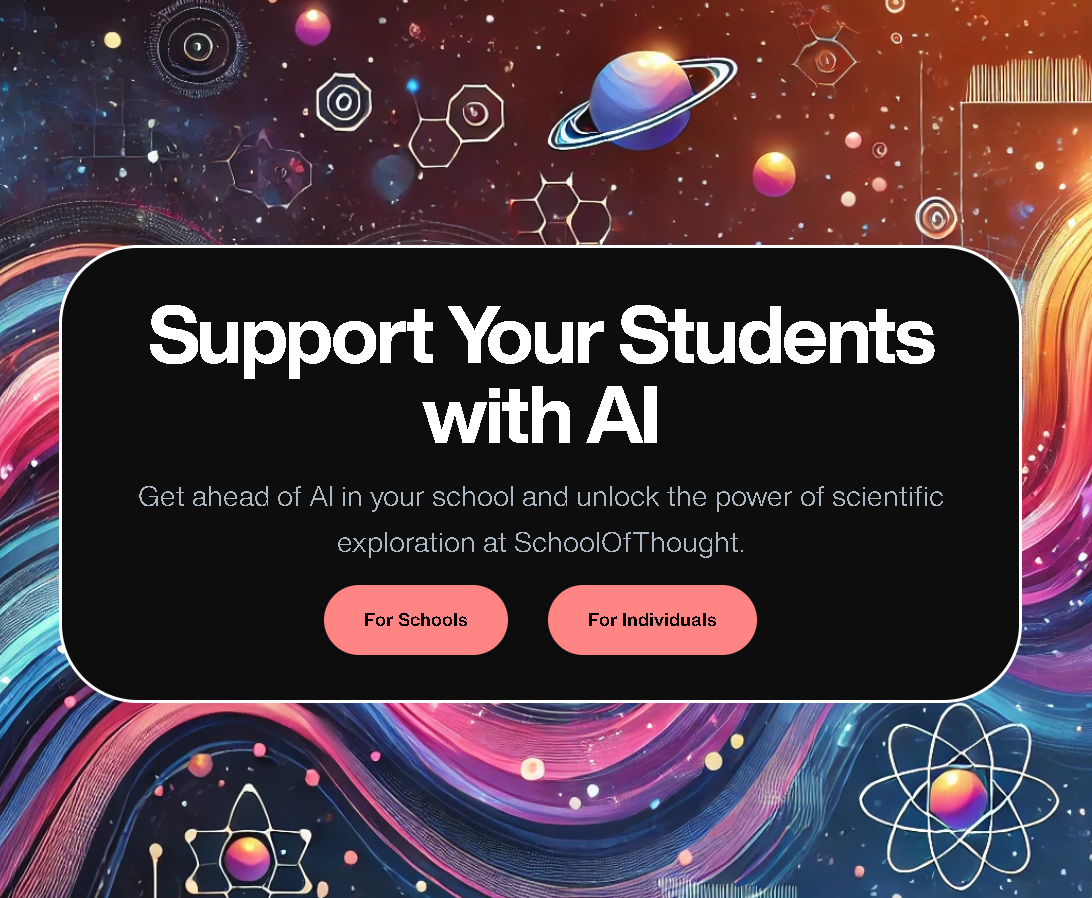 Support Your Students
with AI
Get ahead of AI in your school and unlock the power of scientific
exploration at SchoolOfThought.
For Schools
For Individuals